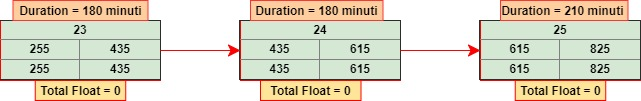 Duration = 180 minuti
23
255 435
255 435
Total Float = 0
Duration = 180 minuti
24
435 615
435 615
Total Float = 0
Duration = 210 minuti
25
615 825
615 825
Total Float = 0